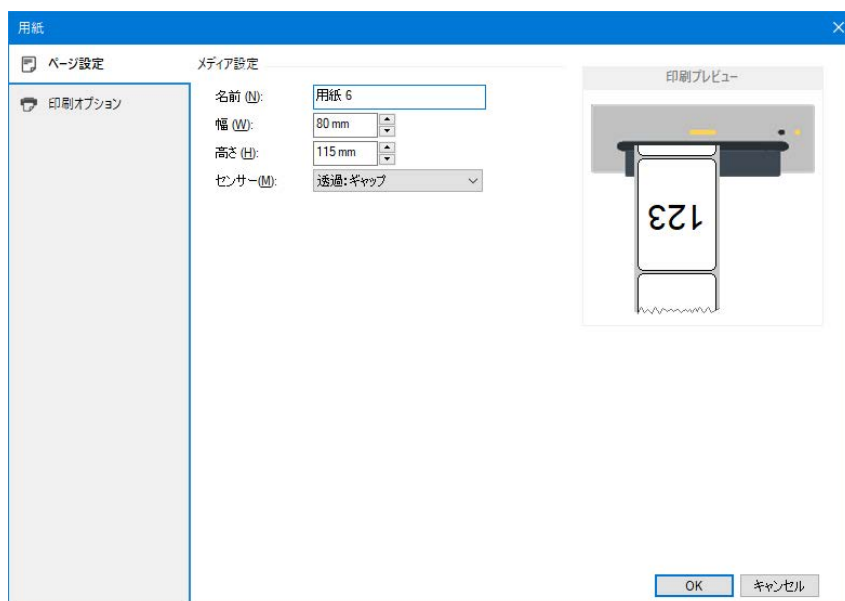 用紙
ページ設定
印刷オプション
メディア設定
名前 (N):
用紙 6
幅 (W):
80 mm
高さ (H):
115 mm
センサー(M):
透過:ギャップ
印刷プレビュー
123
OK
キャンセル